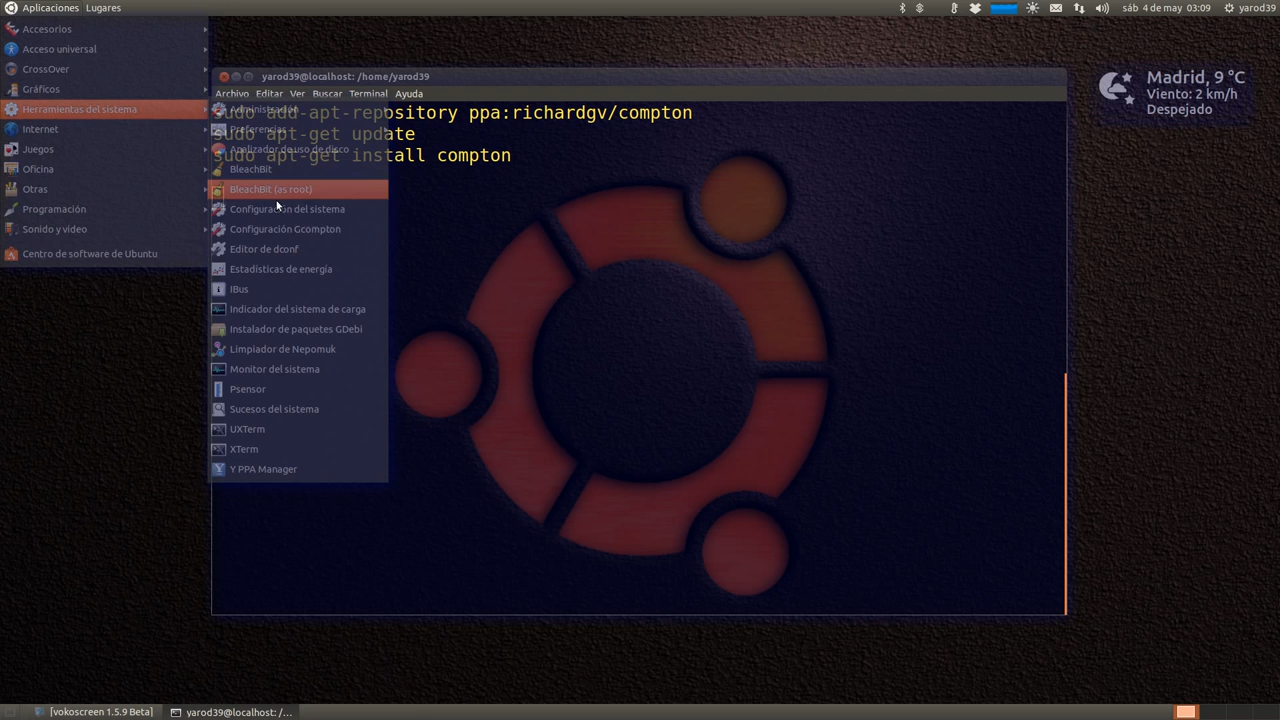 Aplicaciones Lugares
sáb 4 de may 03:09 yarod39
Accesorios
Acceso universal
CrossOver
Gráficos
Herramientas del sistema
Internet
Juegos
Oficina
Otras
Programación
Sonido y video
Centro de software de Ubuntu
yarod39@localhost: /home/yarod39
Archivo Editar Ver Buscar Terminal Ayuda
sudo add-apt-repository ppa:richardgv/compton
sudo apt-get update
sudo apt-get install compton
Administración
Preferencias
Analizador de uso de disco
BleachBit
BleachBit (as root)
Configuración del sistema
Configuración Gcompton
Editor de dconf
Estadísticas de energía
IBus
Indicador del sistema de carga
Instalador de paquetes GDebi
Limpiador de Nepomuk
Monitor del sistema
Psensor
Sucesos del sistema
UXTerm
XTerm
Y PPA Manager
Madrid, 9 °C
Viento: 2 km/h
Despejado
[vokoscreen 1.5.9 Beta] yarod39@localhost: /...